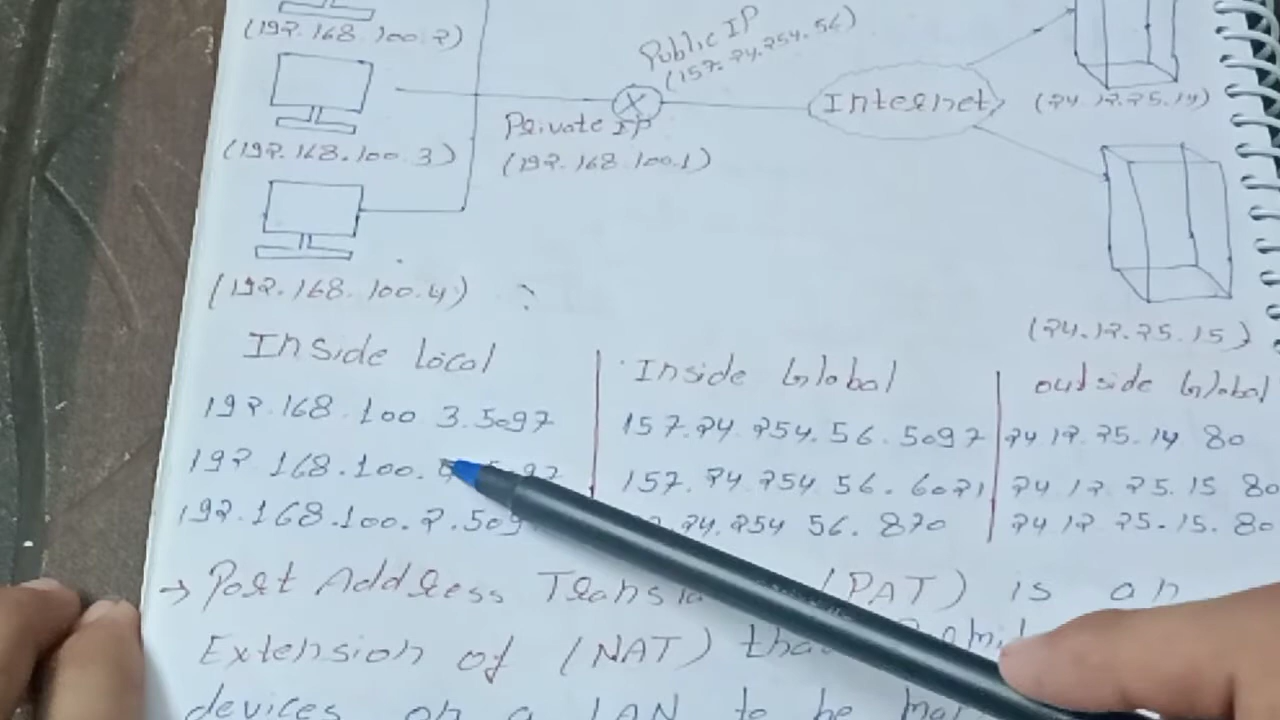 (192.168.100.2)
Public IP
(157.24.254.56)
Internet
(24.12.25.14)
Private IP
(192.168.100.1)
(192.168.100.3)
(192.168.100.4)
(24.12.25.15)
Inside local | Inside Global | outside Global
192.168.100 3.5097 | 157.24.254.56.5097 | 24 12.25.14 80
192 168.100. | 157.24.254 56. 6021 | 24 12.25.15 80
192.168.100.2.509 24.254 56. 820 | 24 12 25.15.80
→ Port Address (PAT) is an
Extension of (NAT)
devices on a LAN to be